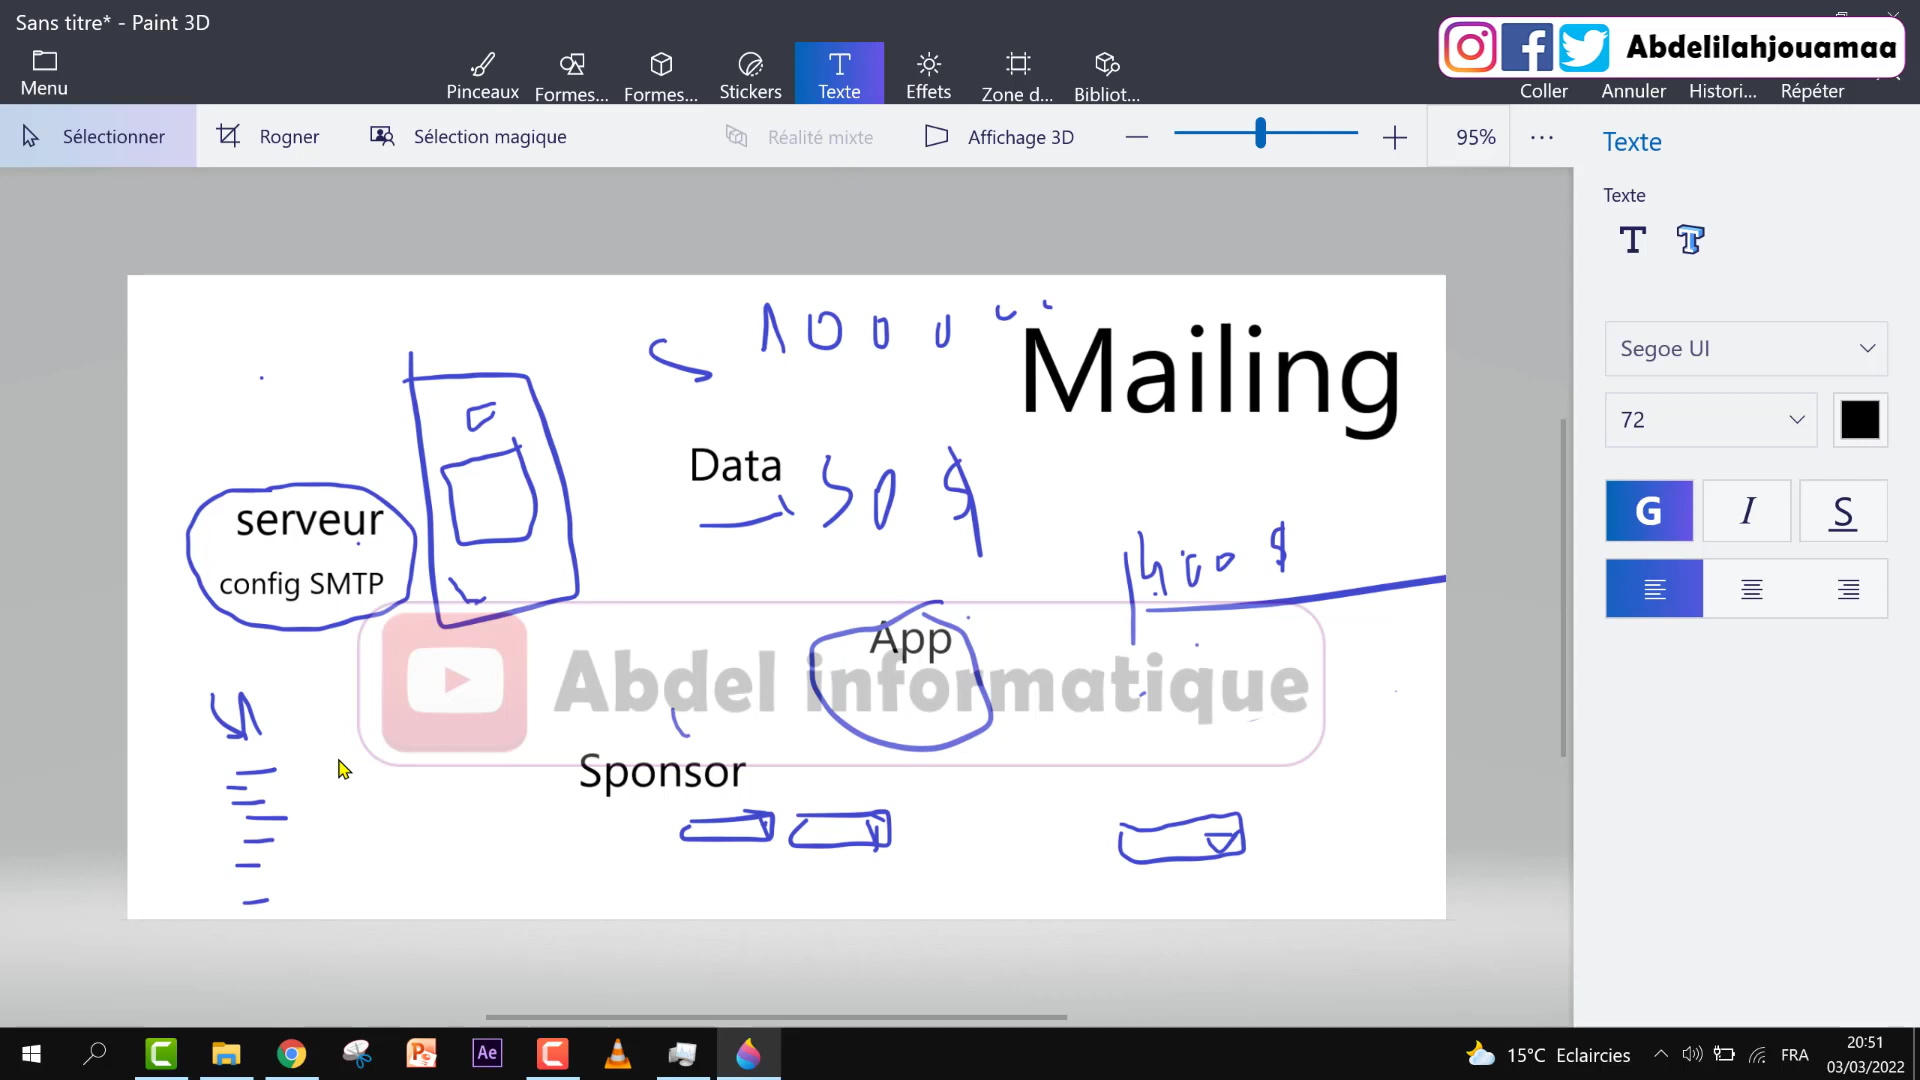 Sans titre* - Paint 3D
Abdelilahjouamaa
Menu
Pinceaux
Formes...
Formes...
Stickers
Texte
Effets
Zone d...
Bibliot...
Coller
Annuler
Histori...
Répéter
Sélectionner
Rogner
Sélection magique
Réalité mixte
Affichage 3D
95%
Texte
Texte
Segoe UI
72
G I S
1000
Mailing
Data
50 $
serveur
config SMTP
App
Abdel informatique
Sponsor
15°C Eclaircies
FRA
20:51
03/03/2022